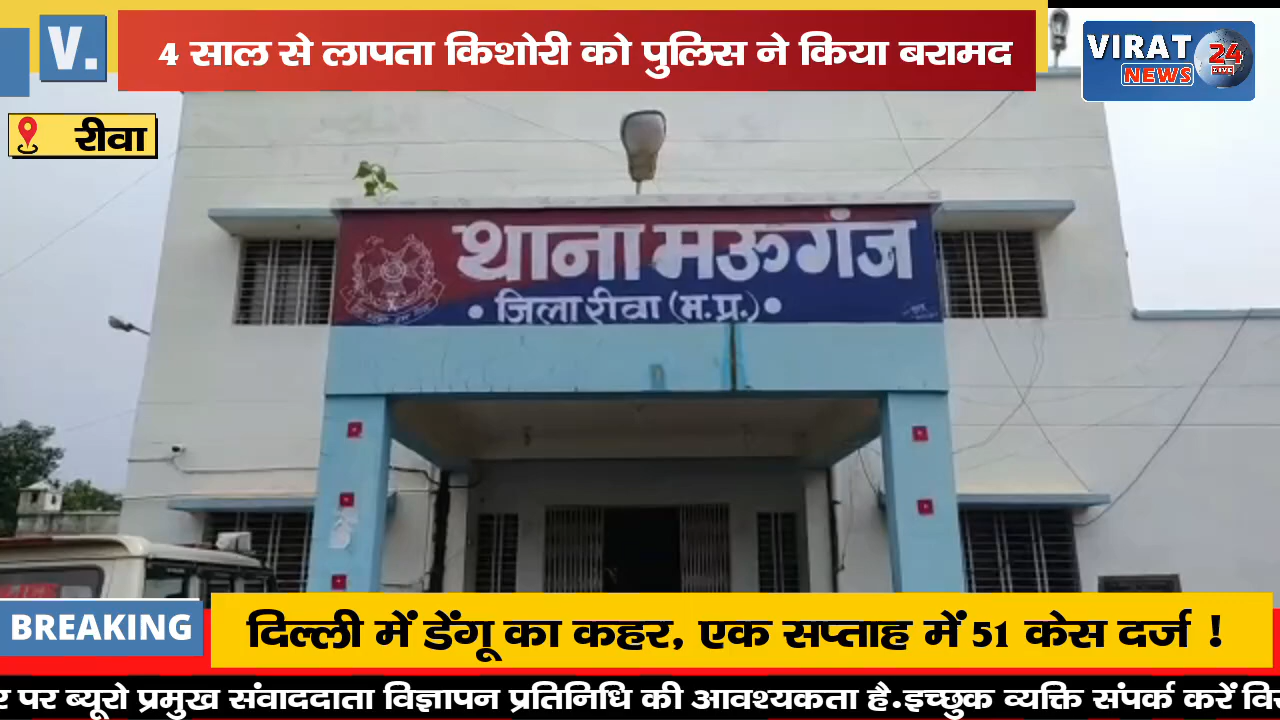 V.
4 साल से लापता किशोरी को पुलिस ने किया बरामद
VIRAT
NEWS
24
LIVE
रीवा
थाना मऊगंज
• जिला रीवा (म.प्र.) •
BREAKING
दिल्ली में डेंगू का कहर, एक सप्ताह में 51 केस दर्ज !
र पर ब्यूरो प्रमुख संवाददाता विज्ञापन प्रतिनिधि की आवश्यकता है.इच्छुक व्यक्ति संपर्क करें वि